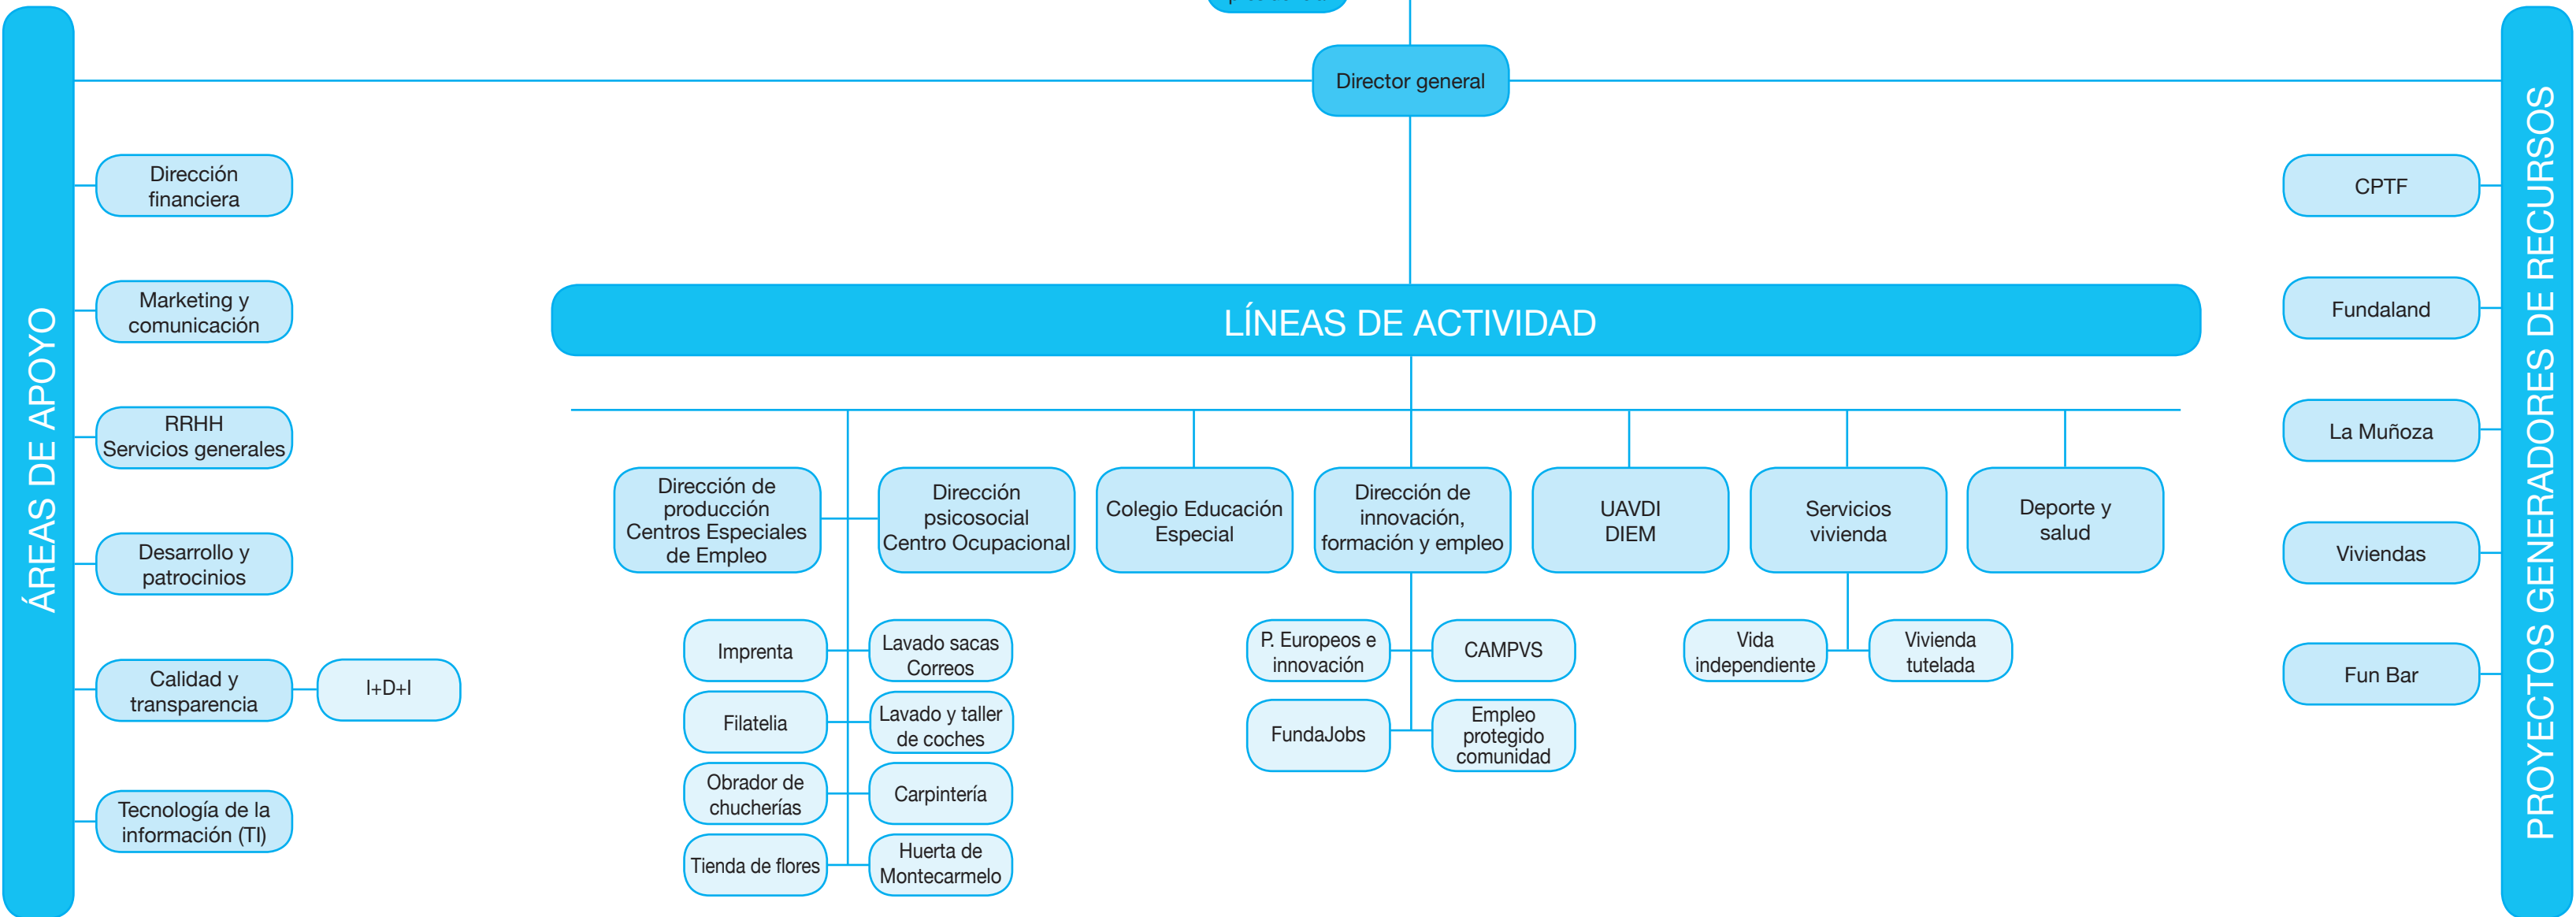 Director general
ÁREAS DE APOYO
Dirección
financiera
Marketing y
comunicación
RRHH
Servicios generales
Desarrollo y
patrocinios
Calidad y
transparencia
I+D+I
Tecnología de la
información (TI)
LÍNEAS DE ACTIVIDAD
Dirección de
producción
Centros Especiales
de Empleo
Dirección
psicosocial
Centro Ocupacional
Colegio Educación
Especial
Dirección de
innovación,
formación y empleo
UAVDI
DIEM
Servicios
vivienda
Deporte y
salud
Imprenta
Lavado sacas
Correos
Filatelia
Lavado y taller
de coches
Obrador de
chucherías
Carpintería
Tienda de flores
Huerta de
Montecarmelo
P. Europeos e
innovación
CAMPVS
FundaJobs
Empleo
protegido
comunidad
Vida
independiente
Vivienda
tutelada
CPTF
Fundaland
La Muñoza
Viviendas
Fun Bar
PROYECTOS GENERADORES DE RECURSOS